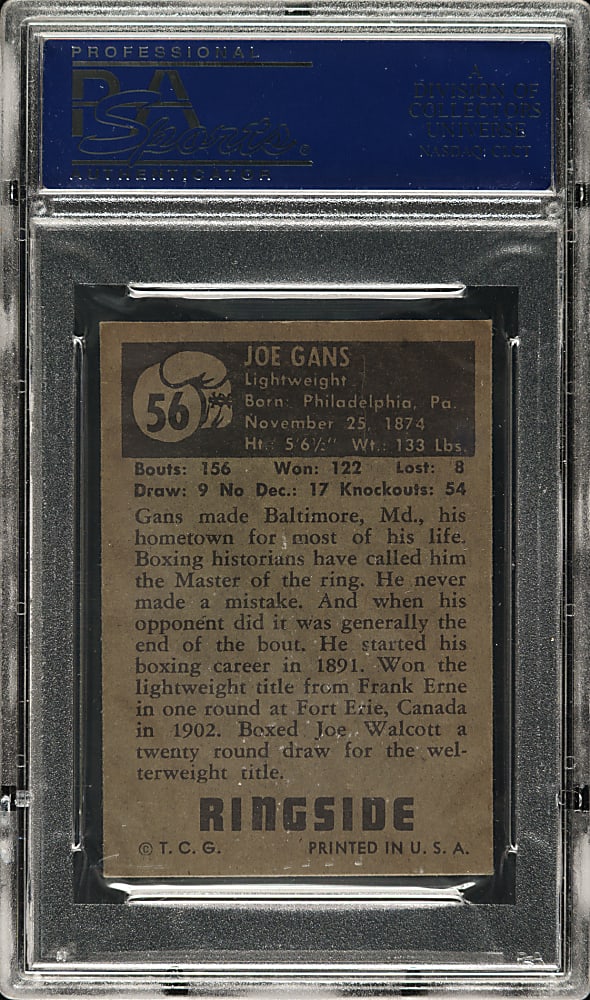 PROFESSIONAL
PSA
Sports
AUTHENTICATOR
A
DIVISION OF
COLLECTORS
UNIVERSE
NASDAQ: CLCT
56
JOE GANS
Lightweight
Born: Philadelphia, Pa.
November 25, 1874
Ht.: 5'6½" Wt.: 133 Lbs.
Bouts: 156 Won: 122 Lost: 8
Draw: 9 No Dec.: 17 Knockouts: 54
Gans made Baltimore, Md., his
hometown for most of his life.
Boxing historians have called him
the Master of the ring. He never
made a mistake. And when his
opponent did it was generally the
end of the bout. He started his
boxing career in 1891. Won the
lightweight title from Frank Erne
in one round at Fort Erie, Canada
in 1902. Boxed Joe Walcott a
twenty round draw for the wel-
terweight title.
RINGSIDE
© T. C. G. PRINTED IN U. S. A.
PSA